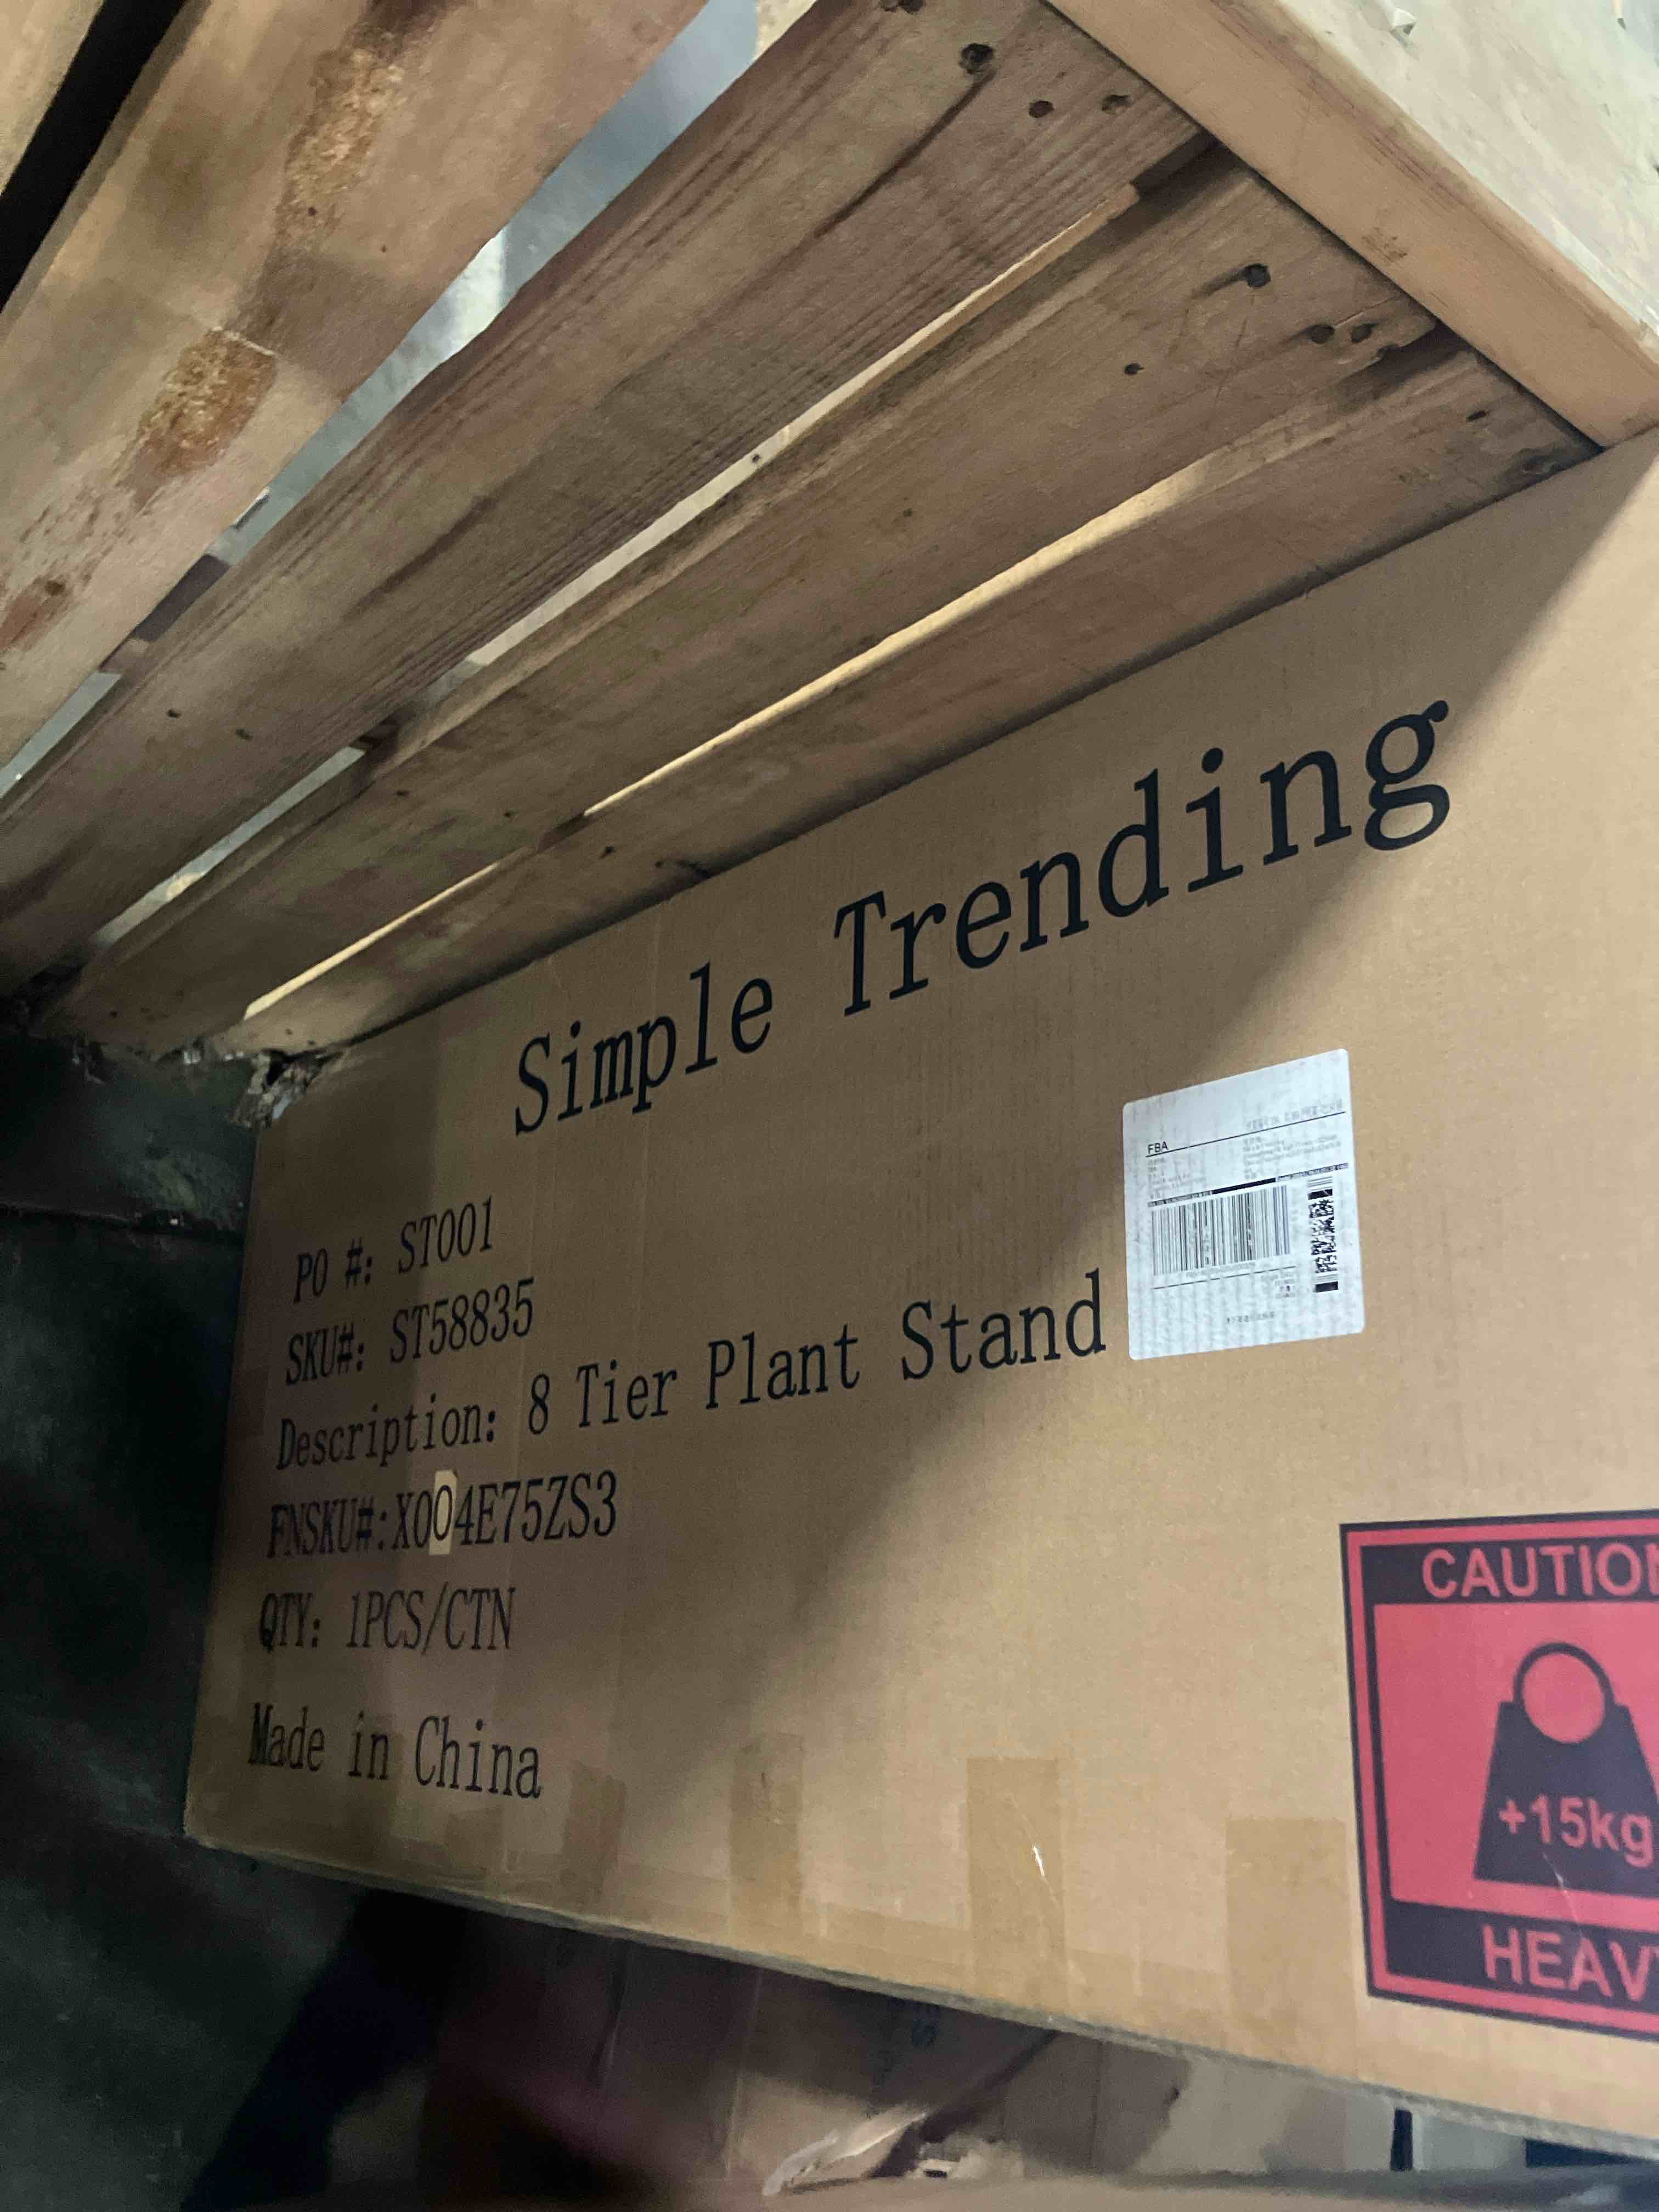 Simple Trending
PO #: ST001
SKU#: ST58835
Description: 8 Tier Plant Stand
FNSKU#:X004E75ZS3
QTY: 1PCS/CTN
Made in China
FBA
CAUTION
+15kg
HEAVY